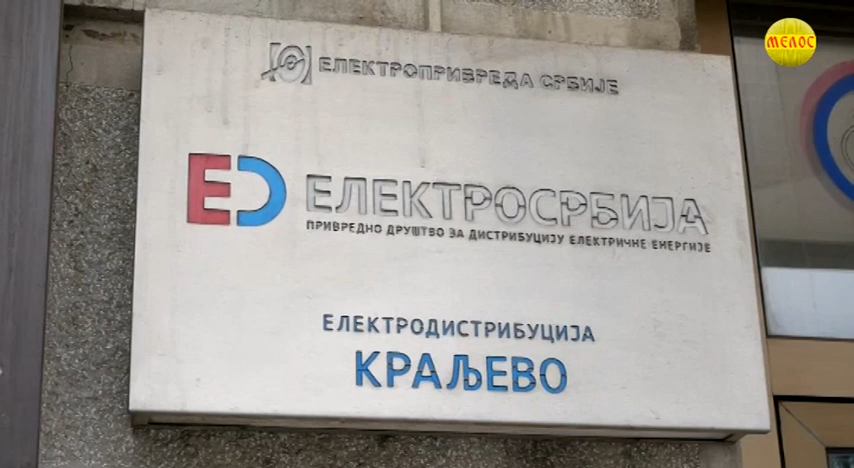 МЕЛОС
ЕЛЕКТРОПРИВРЕДА СРБИЈЕ
ЕЛЕКТРОСРБИЈА
ПРИВРЕДНО ДРУШТВО ЗА ДИСТРИБУЦИЈУ ЕЛЕКТРИЧНЕ ЕНЕРГИЈЕ
ЕЛЕКТРОДИСТРИБУЦИЈА
КРАЉЕВО